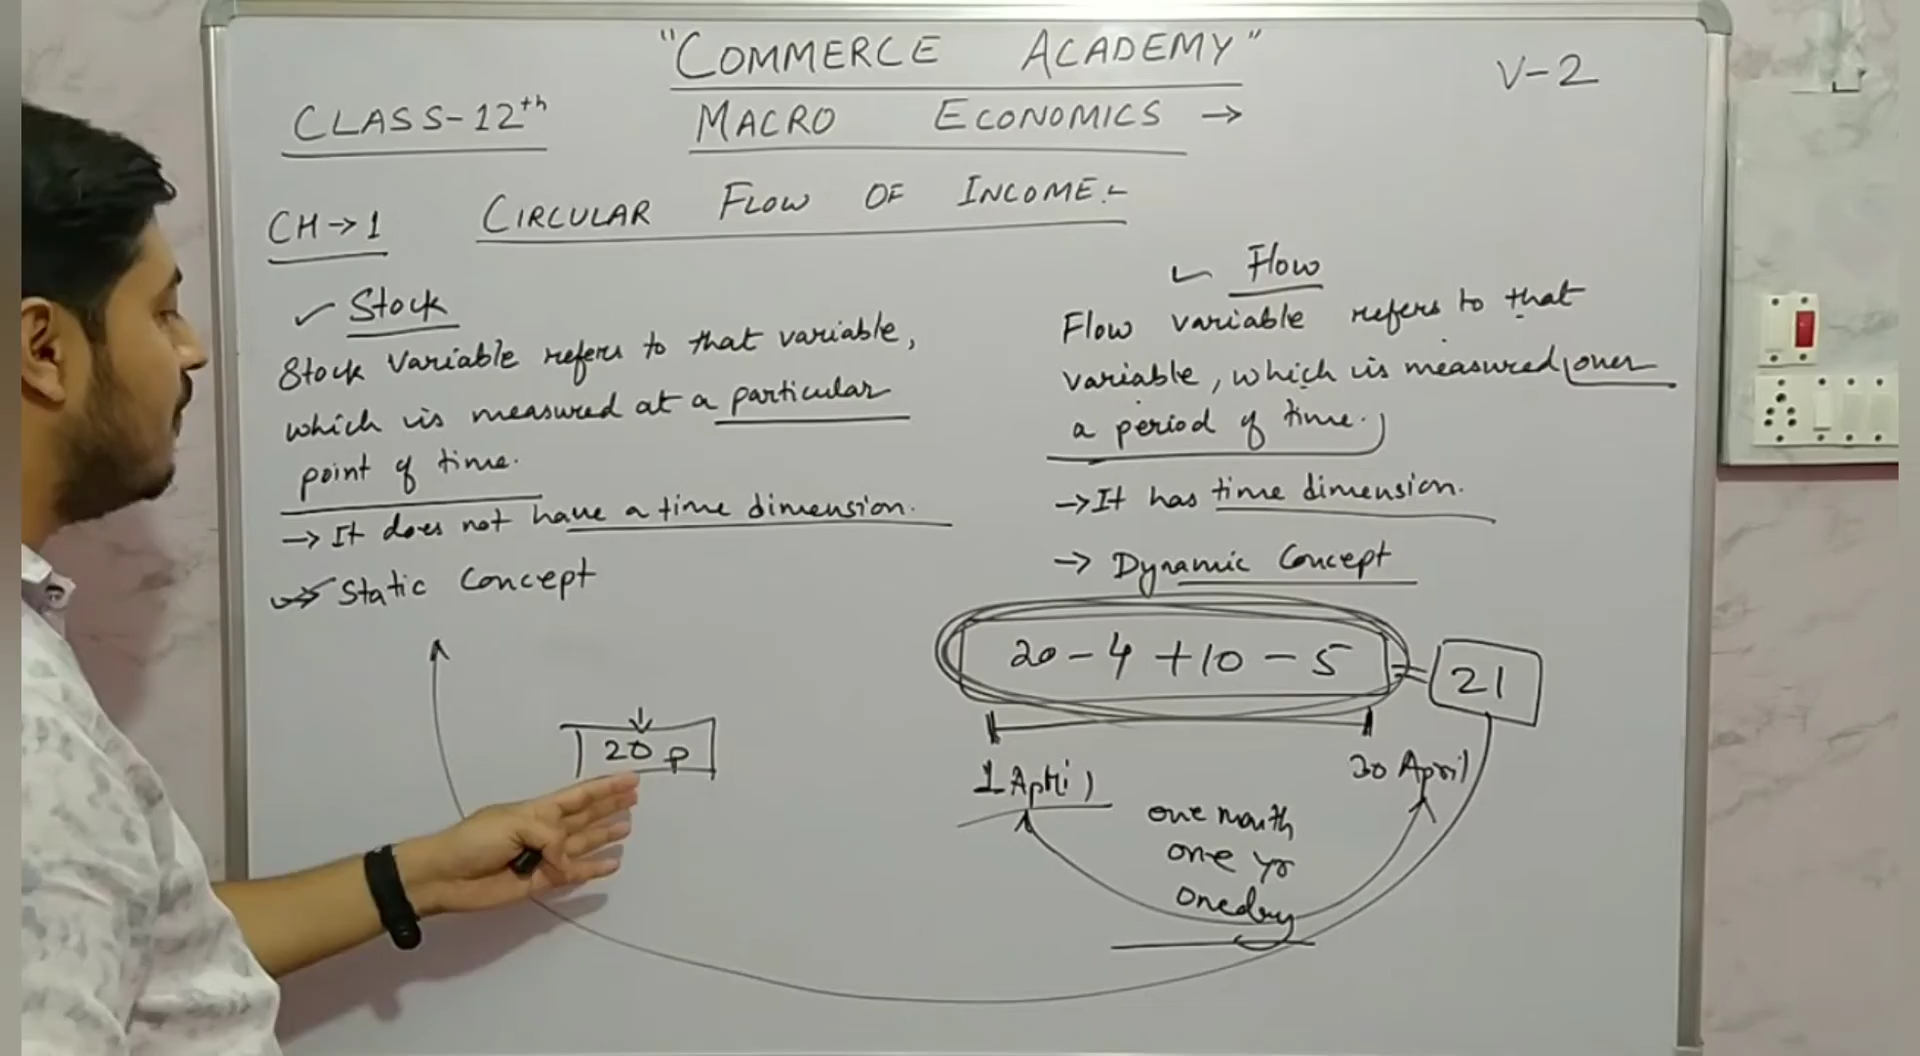 "COMMERCE ACADEMY"
V-2
CLASS-12th
MACRO ECONOMICS →
CH→1
CIRCULAR FLOW OF INCOME:-
✓ Stock
Stock Variable refers to that variable,
which is measured at a particular
point of time.
→ It does not have a time dimension.
→ Static Concept
20 p
✓ Flow
Flow variable refers to that
variable, which is measured over
a period of time.
→ It has time dimension.
→ Dynamic Concept
20 - 4 + 10 - 5 = 21
1 April
30 April
one month
one yr
one day